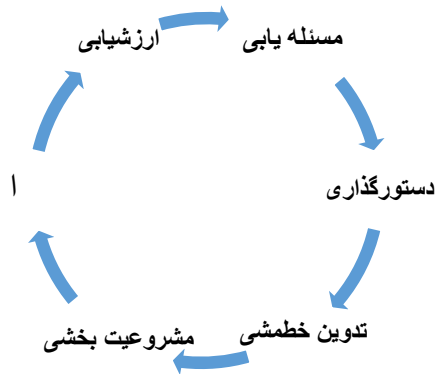 مسئله یابی
دستورگذاری
تدوین خطمشی
مشروعیت بخشی
ا
ارزشیابی